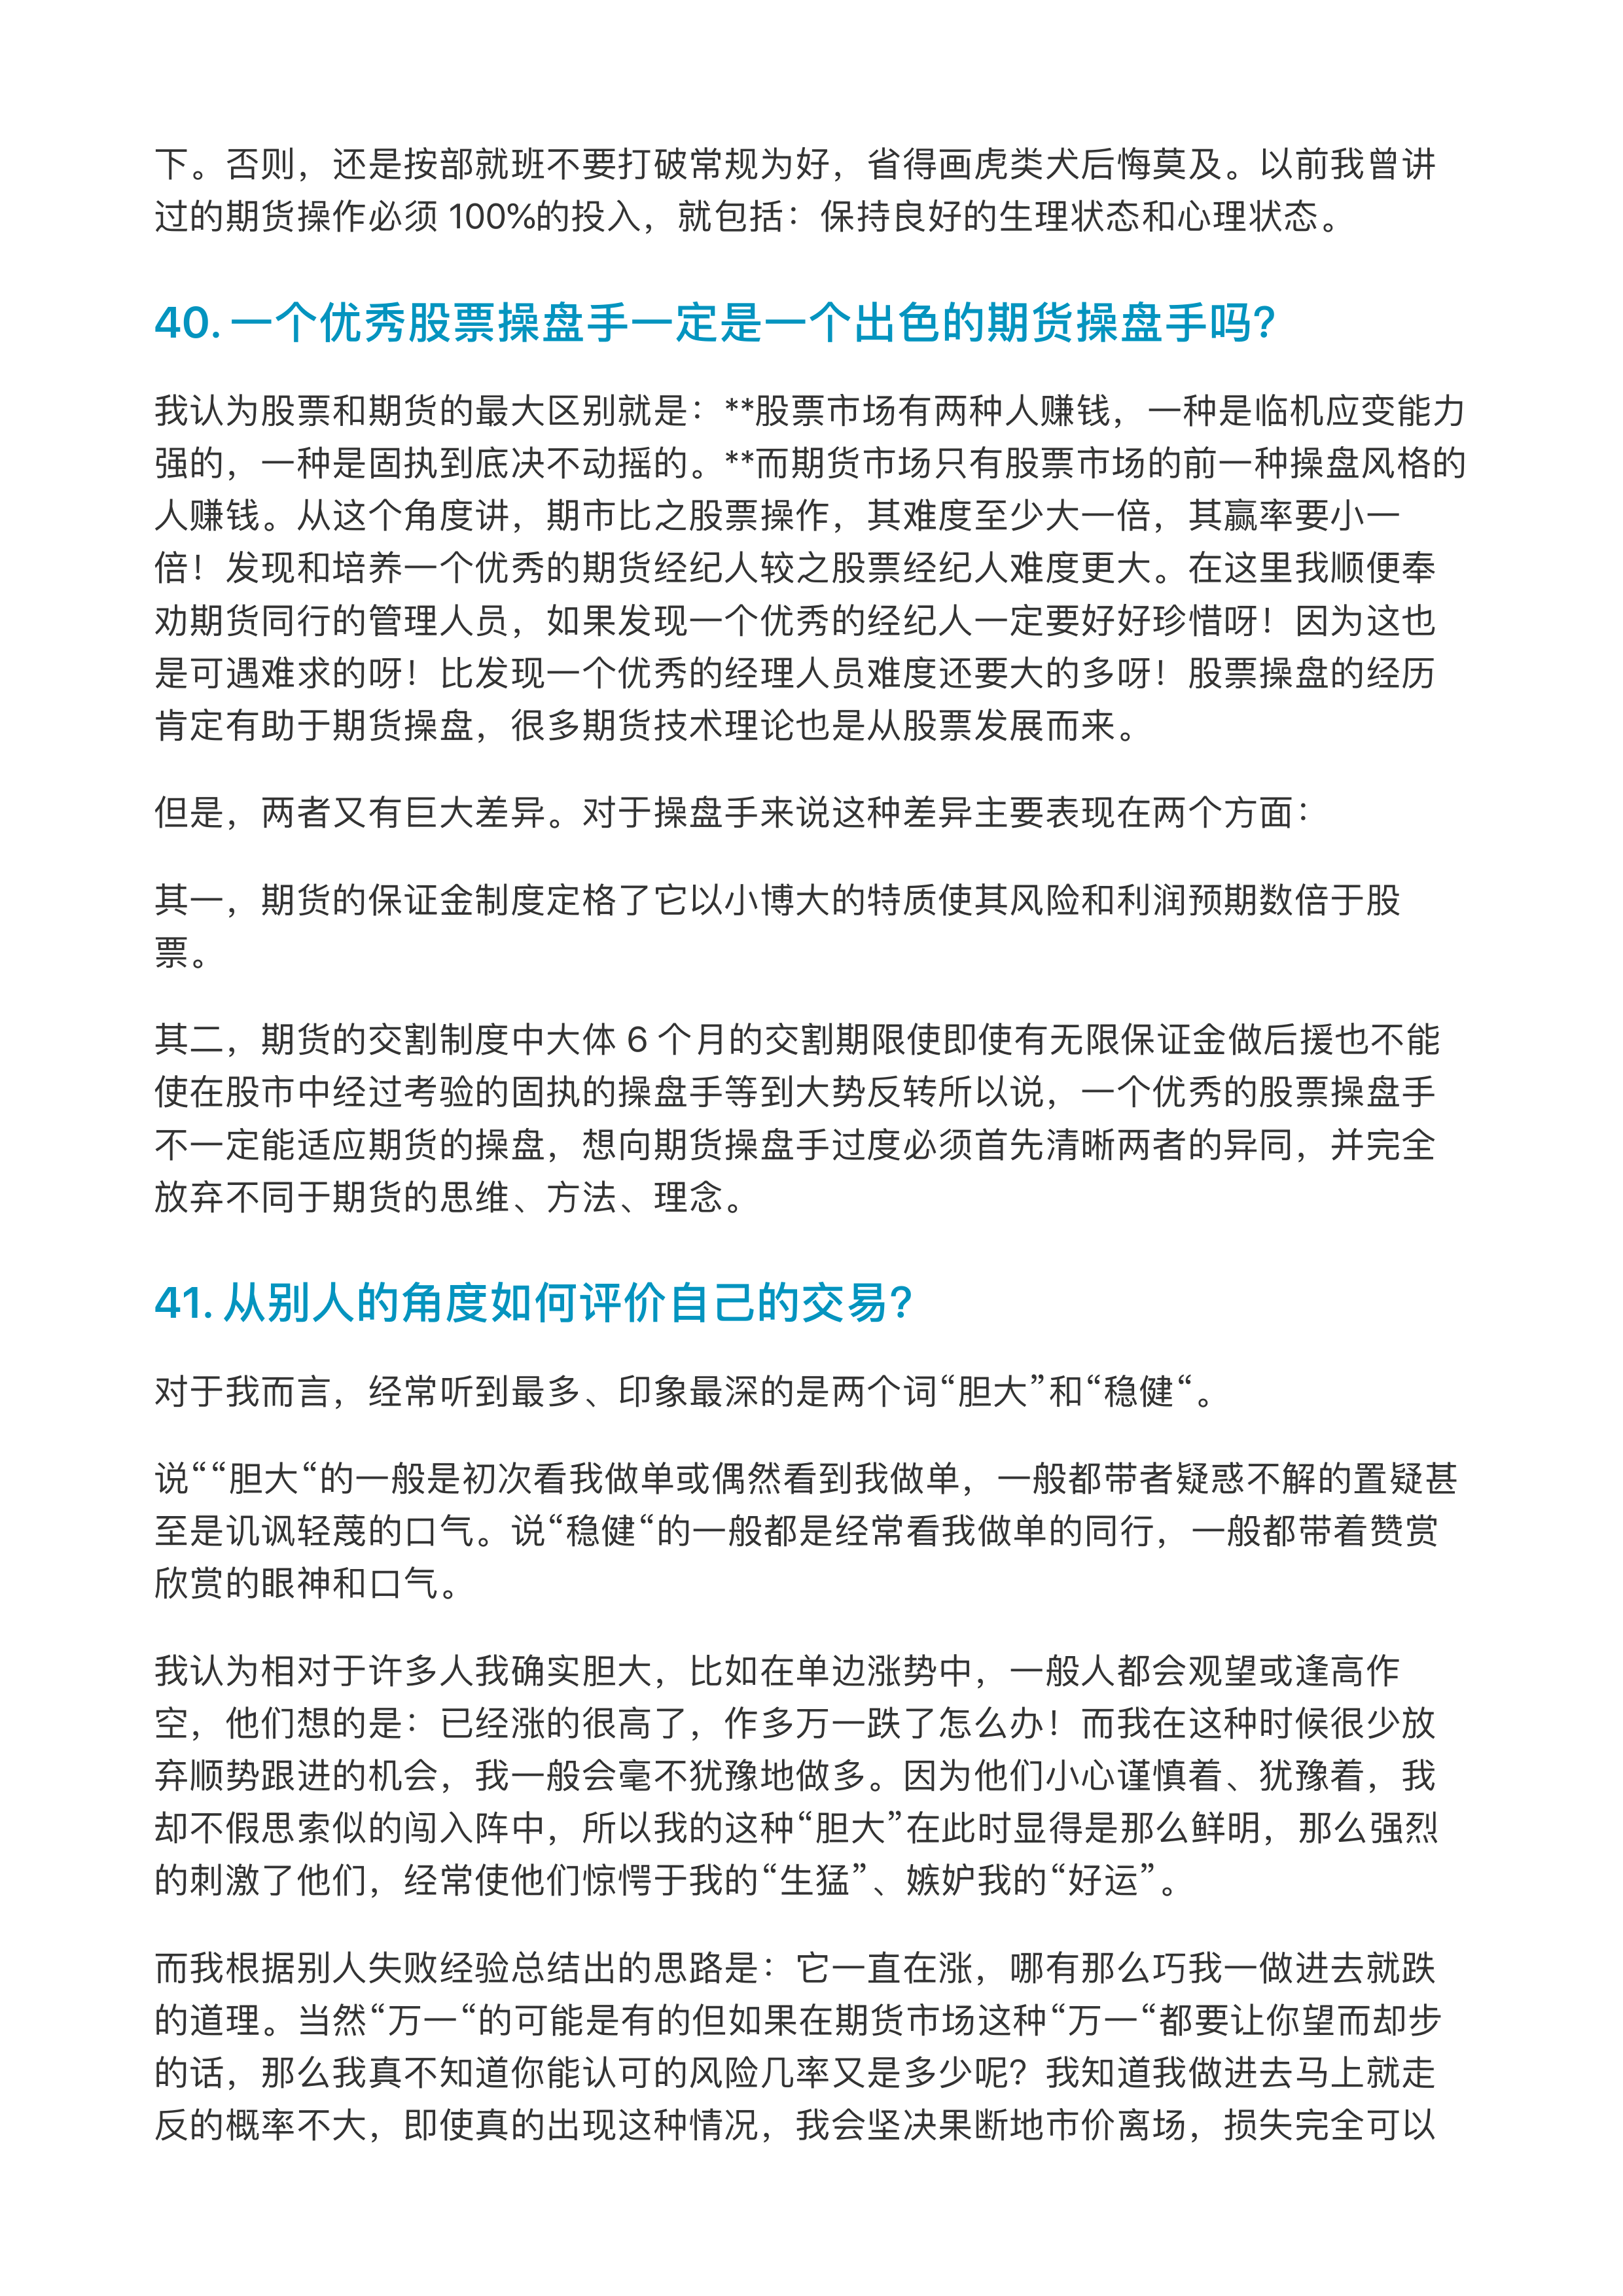 下。否则，还是按部就班不要打破常规为好，省得画虎类犬后悔莫及。以前我曾讲
过的期货操作必须 100%的投入，就包括：保持良好的生理状态和心理状态。
40. 一个优秀股票操盘手一定是一个出色的期货操盘手吗?
我认为股票和期货的最大区别就是：**股票市场有两种人赚钱，一种是临机应变能力
强的，一种是固执到底决不动摇的。**而期货市场只有股票市场的前一种操盘风格的
人赚钱。从这个角度讲，期市比之股票操作，其难度至少大一倍，其赢率要小一
倍！发现和培养一个优秀的期货经纪人较之股票经纪人难度更大。在这里我顺便奉
劝期货同行的管理人员，如果发现一个优秀的经纪人一定要好好珍惜呀！因为这也
是可遇难求的呀！比发现一个优秀的经理人员难度还要大的多呀！股票操盘的经历
肯定有助于期货操盘，很多期货技术理论也是从股票发展而来。
但是，两者又有巨大差异。对于操盘手来说这种差异主要表现在两个方面：
其一，期货的保证金制度定格了它以小博大的特质使其风险和利润预期数倍于股
票。
其二，期货的交割制度中大体 6 个月的交割期限使即使有无限保证金做后援也不能
使在股市中经过考验的固执的操盘手等到大势反转所以说，一个优秀的股票操盘手
不一定能适应期货的操盘，想向期货操盘手过度必须首先清晰两者的异同，并完全
放弃不同于期货的思维、方法、理念。
41. 从别人的角度如何评价自己的交易?
对于我而言，经常听到最多、印象最深的是两个词“胆大”和“稳健“。
说““胆大“的一般是初次看我做单或偶然看到我做单，一般都带者疑惑不解的置疑甚
至是讥讽轻蔑的口气。说“稳健“的一般都是经常看我做单的同行，一般都带着赞赏
欣赏的眼神和口气。
我认为相对于许多人我确实胆大，比如在单边涨势中，一般人都会观望或逢高作
空，他们想的是：已经涨的很高了，作多万一跌了怎么办！而我在这种时候很少放
弃顺势跟进的机会，我一般会毫不犹豫地做多。因为他们小心谨慎着、犹豫着，我
却不假思索似的闯入阵中，所以我的这种“胆大”在此时显得是那么鲜明，那么强烈
的刺激了他们，经常使他们惊愕于我的“生猛”、嫉妒我的“好运”。
而我根据别人失败经验总结出的思路是：它一直在涨，哪有那么巧我一做进去就跌
的道理。当然“万一“的可能是有的但如果在期货市场这种“万一“都要让你望而却步
的话，那么我真不知道你能认可的风险几率又是多少呢？我知道我做进去马上就走
反的概率不大，即使真的出现这种情况，我会坚决果断地市价离场，损失完全可以